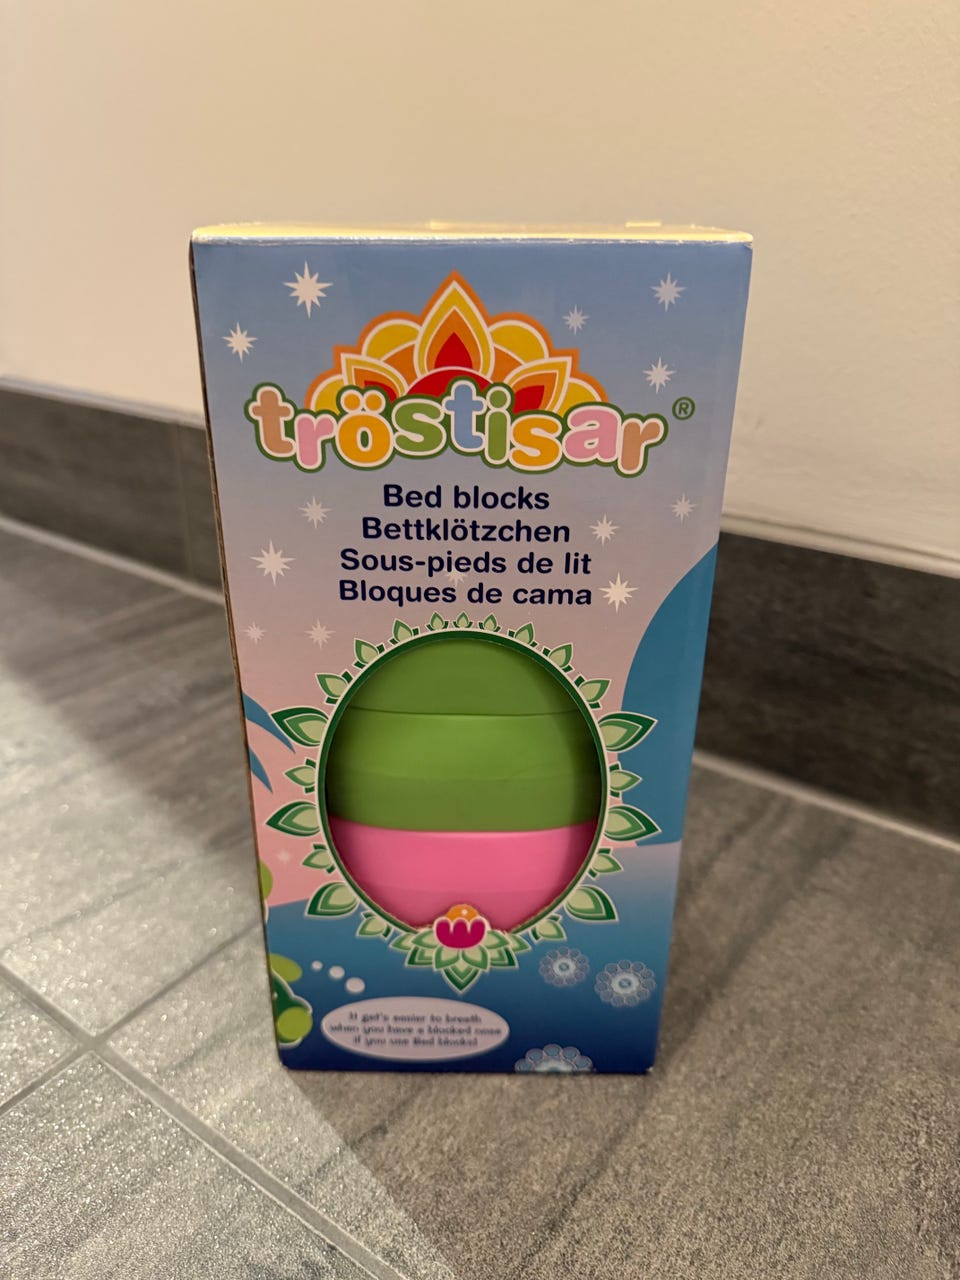 tröstisar®
Bed blocks
Bettklötzchen
Sous-pieds de lit
Bloques de cama
It get's easier to breath
when you have a blocked nose
if you use Bed blocks!